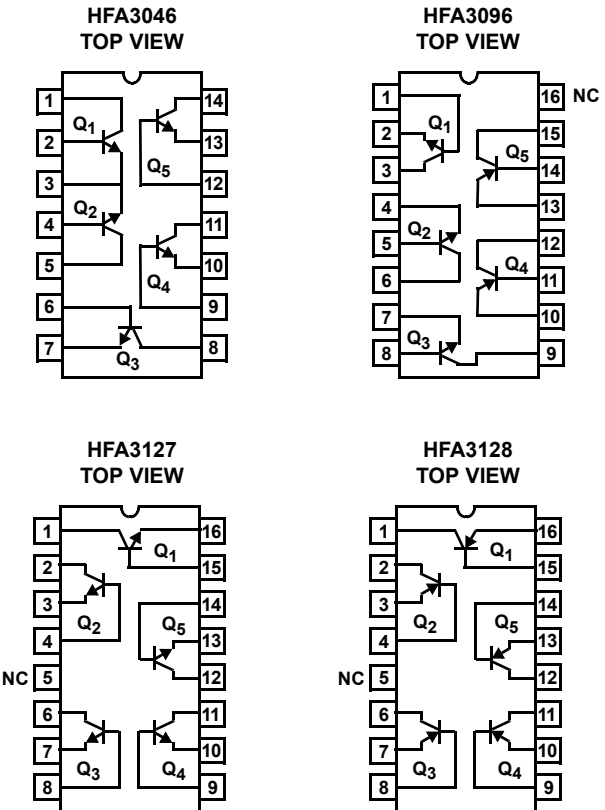 HFA3046
TOP VIEW
1
2
3
4
5
6
7
14
13
12
11
10
9
8
Q1
Q2
Q5
Q4
Q3
HFA3096
TOP VIEW
1
2
3
4
5
6
7
8
16 NC
15
14
13
12
11
10
9
Q1
Q5
Q2
Q4
Q3
HFA3127
TOP VIEW
1
2
3
4
NC 5
6
7
8
16
15
14
13
12
11
10
9
Q1
Q2
Q5
Q3
Q4
HFA3128
TOP VIEW
1
2
3
4
NC 5
6
7
8
16
15
14
13
12
11
10
9
Q1
Q2
Q5
Q3
Q4